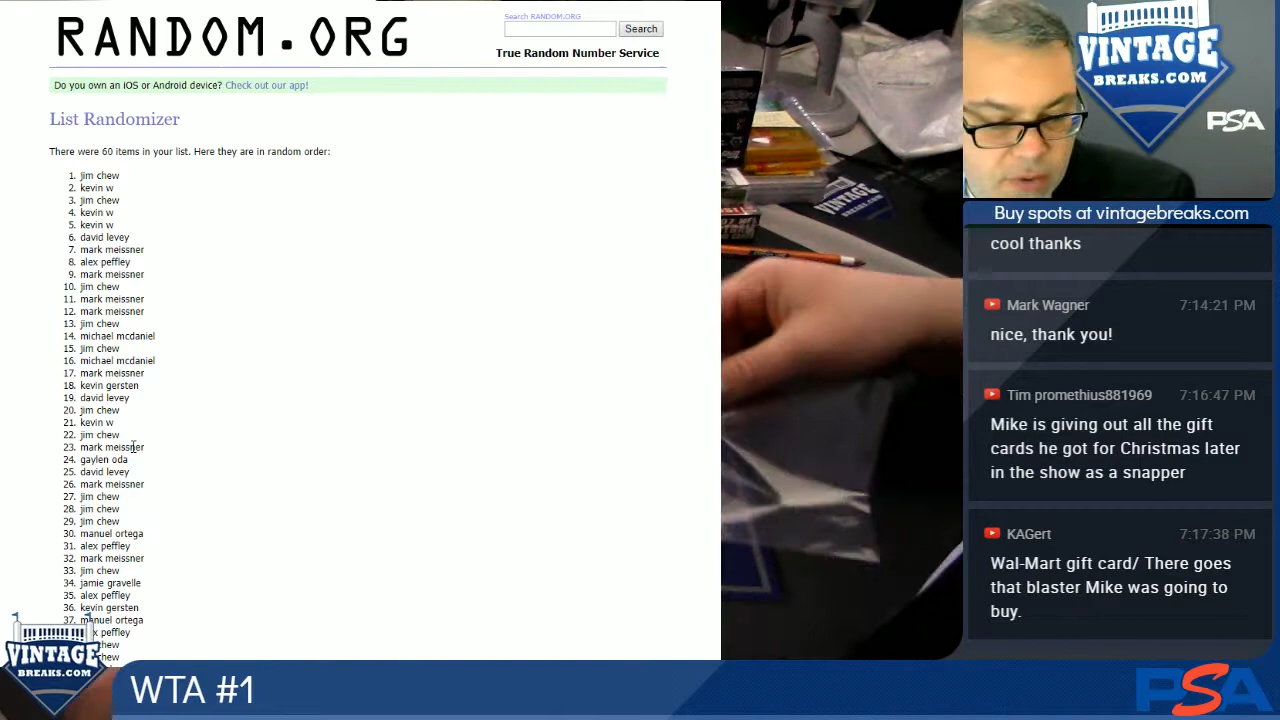 RANDOM.ORG
Search RANDOM.ORG
Search
True Random Number Service
Do you own an iOS or Android device? Check out our app!
List Randomizer
There were 60 items in your list. Here they are in random order:
1. jim chew
2. kevin w
3. jim chew
4. kevin w
5. kevin w
6. david levey
7. mark meissner
8. alex peffley
9. mark meissner
10. jim chew
11. mark meissner
12. mark meissner
13. jim chew
14. michael mcdaniel
15. jim chew
16. michael mcdaniel
17. mark meissner
18. kevin gersten
19. david levey
20. jim chew
21. kevin w
22. jim chew
23. mark meissner
24. gaylen oda
25. david levey
26. mark meissner
27. jim chew
28. jim chew
29. jim chew
30. manuel ortega
31. alex peffley
32. mark meissner
33. jim chew
34. jamie gravelle
35. alex peffley
36. kevin gersten
37. manuel ortega
peffley
chew
chew
VINTAGE
BREAKS.COM
WTA #1
VINTAGE
BREAKS.COM
PSA
Buy spots at vintagebreaks.com
cool thanks
Mark Wagner 7:14:21 PM
nice, thank you!
Tim promethius881969 7:16:47 PM
Mike is giving out all the gift
cards he got for Christmas later
in the show as a snapper
KAGert 7:17:38 PM
Wal-Mart gift card/ There goes
that blaster Mike was going to
buy.
PSA